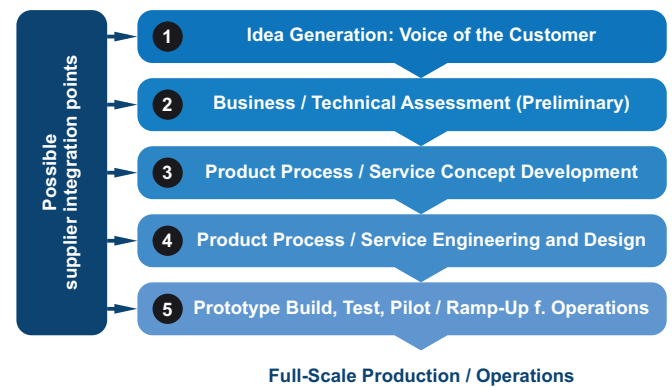 Possible
supplier integration points
1 Idea Generation: Voice of the Customer
2 Business / Technical Assessment (Preliminary)
3 Product Process / Service Concept Development
4 Product Process / Service Engineering and Design
5 Prototype Build, Test, Pilot / Ramp-Up f. Operations
Full-Scale Production / Operations